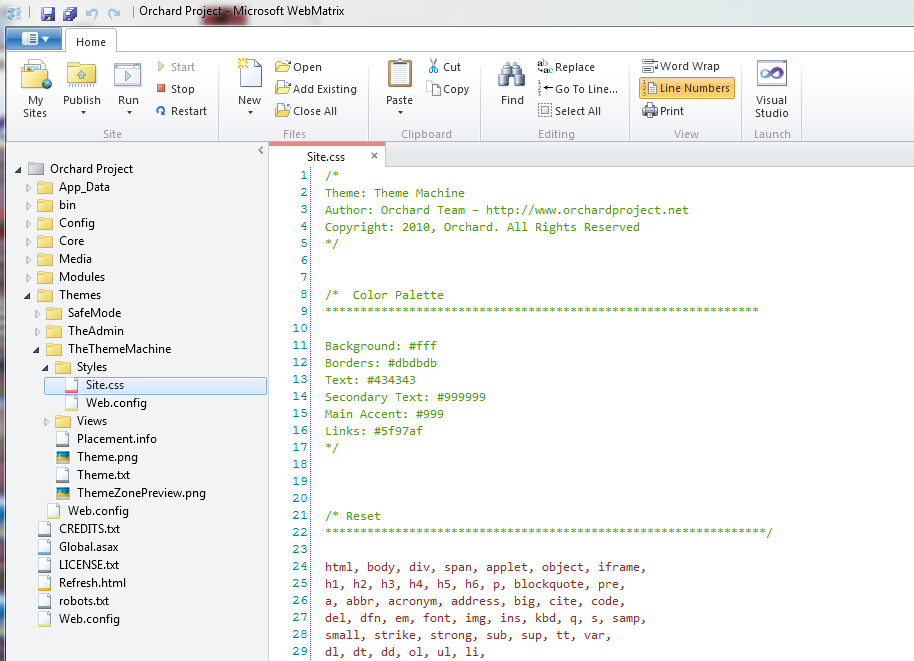 Orchard Project - Microsoft WebMatrix
Home
My Sites
Publish
Run
Start
Stop
Restart
Site
New
Open
Add Existing
Close All
Files
Paste
Cut
Copy
Clipboard
Find
Replace
Go To Line...
Select All
Editing
Word Wrap
Line Numbers
Print
View
Visual Studio
Launch
Orchard Project
App_Data
bin
Config
Core
Media
Modules
Themes
SafeMode
TheAdmin
TheThemeMachine
Styles
Site.css
Web.config
Views
Placement.info
Theme.png
Theme.txt
ThemeZonePreview.png
Web.config
CREDITS.txt
Global.asax
LICENSE.txt
Refresh.html
robots.txt
Web.config
Site.css ×
1 /*
2 Theme: Theme Machine
3 Author: Orchard Team – http://www.orchardproject.net
4 Copyright: 2010, Orchard. All Rights Reserved
5 */
6
7
8 /*  Color Palette
9 **************************************************************
10
11 Background: #fff
12 Borders: #dbdbdb
13 Text: #434343
14 Secondary Text: #999999
15 Main Accent: #999
16 Links: #5f97af
17 */
18
19
20
21 /* Reset
22 ***************************************************************/
23
24 html, body, div, span, applet, object, iframe,
25 h1, h2, h3, h4, h5, h6, p, blockquote, pre,
26 a, abbr, acronym, address, big, cite, code,
27 del, dfn, em, font, img, ins, kbd, q, s, samp,
28 small, strike, strong, sub, sup, tt, var,
29 dl, dt, dd, ol, ul, li,